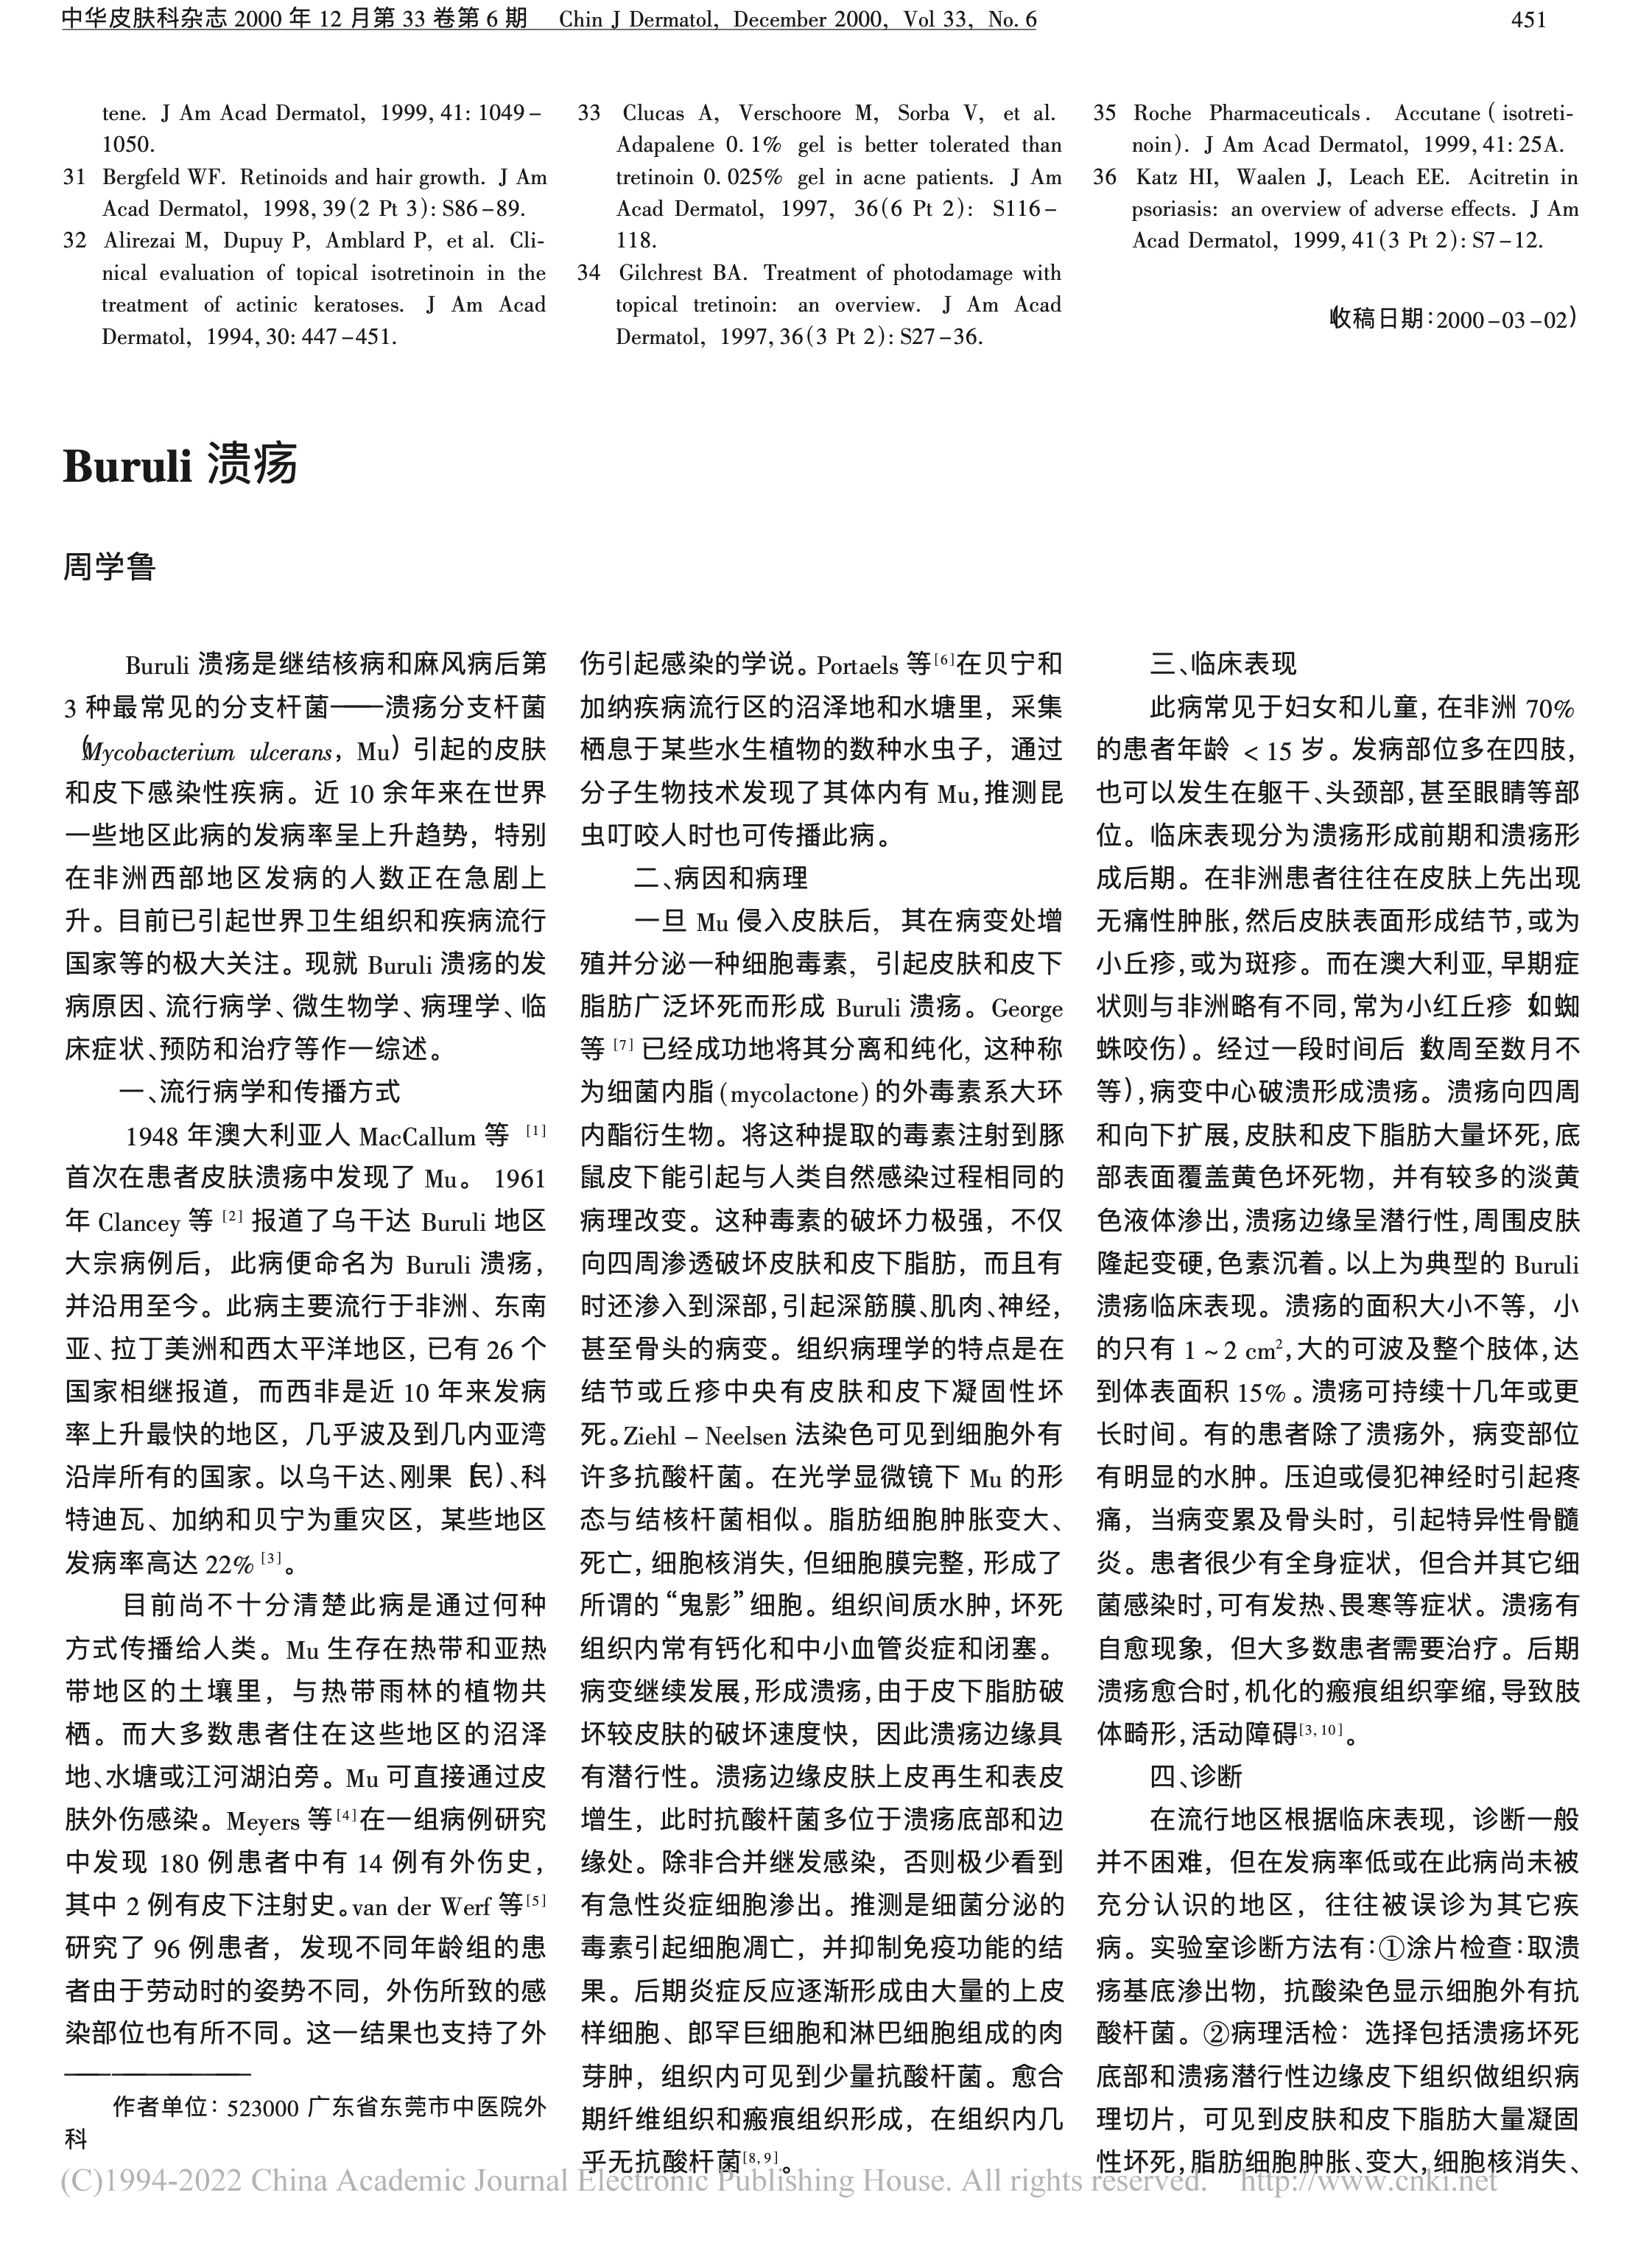 中华皮肤科杂志 2000 年 12 月第 33 卷第 6 期 Chin J Dermatol, December 2000, Vol 33, No. 6
451
tene. J Am Acad Dermatol, 1999, 41: 1049–
1050.
31 Bergfeld WF. Retinoids and hair growth. J Am
Acad Dermatol, 1998, 39(2 Pt 3): S86–89.
32 Alirezai M, Dupuy P, Amblard P, et al. Cli-
nical evaluation of topical isotretinoin in the
treatment of actinic keratoses. J Am Acad
Dermatol, 1994, 30: 447–451.
33 Clucas A, Verschoore M, Sorba V, et al.
Adapalene 0. 1% gel is better tolerated than
tretinoin 0. 025% gel in acne patients. J Am
Acad Dermatol, 1997, 36(6 Pt 2): S116–
118.
34 Gilchrest BA. Treatment of photodamage with
topical tretinoin: an overview. J Am Acad
Dermatol, 1997, 36(3 Pt 2): S27–36.
35 Roche Pharmaceuticals. Accutane ( isotreti-
noin). J Am Acad Dermatol, 1999, 41: 25A.
36 Katz HI, Waalen J, Leach EE. Acitretin in
psoriasis: an overview of adverse effects. J Am
Acad Dermatol, 1999, 41(3 Pt 2): S7–12.
(收稿日期:2000–03–02)
Buruli 溃疡
周学鲁
Buruli 溃疡是继结核病和麻风病后第
3 种最常见的分支杆菌——溃疡分支杆菌
(Mycobacterium ulcerans, Mu) 引起的皮肤
和皮下感染性疾病。近 10 余年来在世界
一些地区此病的发病率呈上升趋势，特别
在非洲西部地区发病的人数正在急剧上
升。目前已引起世界卫生组织和疾病流行
国家等的极大关注。现就 Buruli 溃疡的发
病原因、流行病学、微生物学、病理学、临
床症状、预防和治疗等作一综述。
一、流行病学和传播方式
1948 年澳大利亚人 MacCallum 等 [1]
首次在患者皮肤溃疡中发现了 Mu。 1961
年 Clancey 等 [2] 报道了乌干达 Buruli 地区
大宗病例后，此病便命名为 Buruli 溃疡，
并沿用至今。此病主要流行于非洲、东南
亚、拉丁美洲和西太平洋地区，已有 26 个
国家相继报道，而西非是近 10 年来发病
率上升最快的地区，几乎波及到几内亚湾
沿岸所有的国家。以乌干达、刚果 (民)、科
特迪瓦、加纳和贝宁为重灾区，某些地区
发病率高达 22% [3]。
目前尚不十分清楚此病是通过何种
方式传播给人类。Mu 生存在热带和亚热
带地区的土壤里，与热带雨林的植物共
栖。而大多数患者住在这些地区的沼泽
地、水塘或江河湖泊旁。Mu 可直接通过皮
肤外伤感染。Meyers 等[4]在一组病例研究
中发现 180 例患者中有 14 例有外伤史，
其中 2 例有皮下注射史。van der Werf 等[5]
研究了 96 例患者，发现不同年龄组的患
者由于劳动时的姿势不同，外伤所致的感
染部位也有所不同。这一结果也支持了外
作者单位：523000 广东省东莞市中医院外
科
伤引起感染的学说。Portaels 等[6]在贝宁和
加纳疾病流行区的沼泽地和水塘里，采集
栖息于某些水生植物的数种水虫子，通过
分子生物技术发现了其体内有 Mu,推测昆
虫叮咬人时也可传播此病。
二、病因和病理
一旦 Mu 侵入皮肤后，其在病变处增
殖并分泌一种细胞毒素，引起皮肤和皮下
脂肪广泛坏死而形成 Buruli 溃疡。George
等 [7] 已经成功地将其分离和纯化, 这种称
为细菌内脂(mycolactone)的外毒素系大环
内酯衍生物。将这种提取的毒素注射到豚
鼠皮下能引起与人类自然感染过程相同的
病理改变。这种毒素的破坏力极强，不仅
向四周渗透破坏皮肤和皮下脂肪，而且有
时还渗入到深部,引起深筋膜、肌肉、神经,
甚至骨头的病变。组织病理学的特点是在
结节或丘疹中央有皮肤和皮下凝固性坏
死。Ziehl – Neelsen 法染色可见到细胞外有
许多抗酸杆菌。在光学显微镜下 Mu 的形
态与结核杆菌相似。脂肪细胞肿胀变大、
死亡, 细胞核消失, 但细胞膜完整, 形成了
所谓的“鬼影”细胞。组织间质水肿, 坏死
组织内常有钙化和中小血管炎症和闭塞。
病变继续发展,形成溃疡,由于皮下脂肪破
坏较皮肤的破坏速度快，因此溃疡边缘具
有潜行性。溃疡边缘皮肤上皮再生和表皮
增生，此时抗酸杆菌多位于溃疡底部和边
缘处。除非合并继发感染，否则极少看到
有急性炎症细胞渗出。推测是细菌分泌的
毒素引起细胞凋亡，并抑制免疫功能的结
果。后期炎症反应逐渐形成由大量的上皮
样细胞、郎罕巨细胞和淋巴细胞组成的肉
芽肿，组织内可见到少量抗酸杆菌。愈合
期纤维组织和瘢痕组织形成，在组织内几
乎无抗酸杆菌[8, 9]。
三、临床表现
此病常见于妇女和儿童, 在非洲 70%
的患者年龄 < 15 岁。发病部位多在四肢，
也可以发生在躯干、头颈部, 甚至眼睛等部
位。临床表现分为溃疡形成前期和溃疡形
成后期。在非洲患者往往在皮肤上先出现
无痛性肿胀, 然后皮肤表面形成结节, 或为
小丘疹, 或为斑疹。而在澳大利亚, 早期症
状则与非洲略有不同, 常为小红丘疹 (如蜘
蛛咬伤)。经过一段时间后 (数周至数月不
等), 病变中心破溃形成溃疡。溃疡向四周
和向下扩展, 皮肤和皮下脂肪大量坏死, 底
部表面覆盖黄色坏死物，并有较多的淡黄
色液体渗出, 溃疡边缘呈潜行性, 周围皮肤
隆起变硬, 色素沉着。以上为典型的 Buruli
溃疡临床表现。溃疡的面积大小不等，小
的只有 1 ~ 2 cm², 大的可波及整个肢体, 达
到体表面积 15% 。溃疡可持续十几年或更
长时间。有的患者除了溃疡外，病变部位
有明显的水肿。压迫或侵犯神经时引起疼
痛，当病变累及骨头时，引起特异性骨髓
炎。患者很少有全身症状，但合并其它细
菌感染时, 可有发热、畏寒等症状。溃疡有
自愈现象，但大多数患者需要治疗。后期
溃疡愈合时, 机化的瘢痕组织挛缩, 导致肢
体畸形, 活动障碍[3, 10]。
四、诊断
在流行地区根据临床表现，诊断一般
并不困难，但在发病率低或在此病尚未被
充分认识的地区，往往被误诊为其它疾
病。实验室诊断方法有：①涂片检查：取溃
疡基底渗出物，抗酸染色显示细胞外有抗
酸杆菌。②病理活检：选择包括溃疡坏死
底部和溃疡潜行性边缘皮下组织做组织病
理切片，可见到皮肤和皮下脂肪大量凝固
性坏死, 脂肪细胞肿胀、变大, 细胞核消失、
(C)1994-2022 China Academic Journal Electronic Publishing House. All rights reserved. http://www.cnki.net